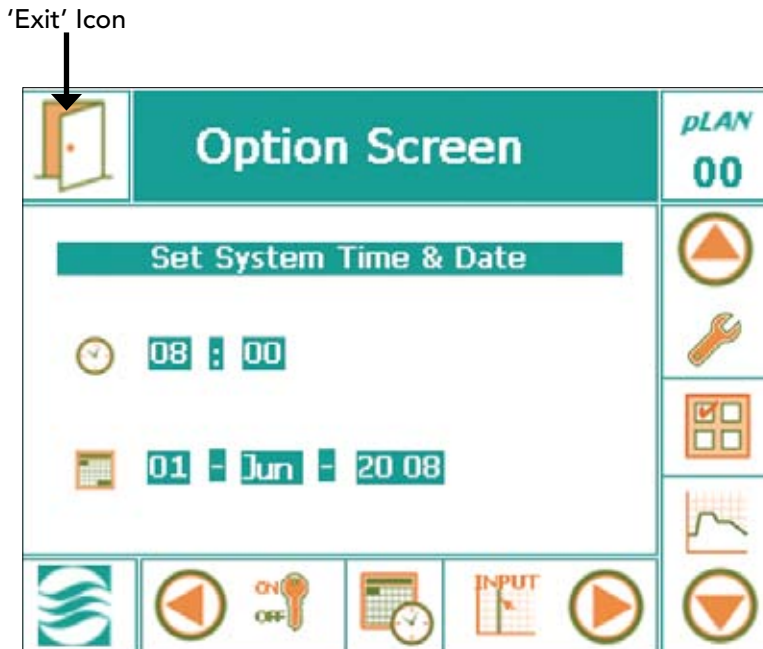 'Exit' Icon
Option Screen
pLAN
00
Set System Time & Date
08 : 00
01 - Jun - 20 08
ON
OFF
INPUT